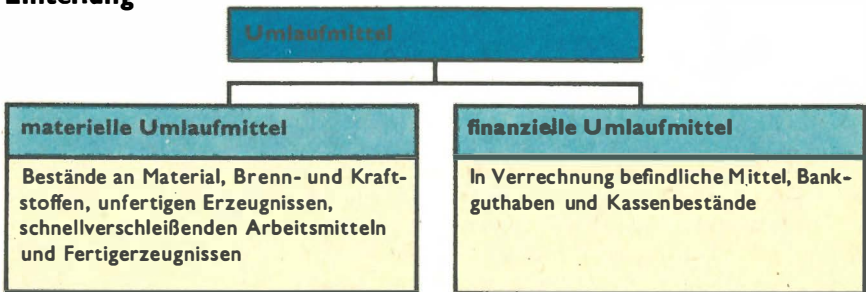 Einteilung
Umlaufmittel
materielle Umlaufmittel
Bestände an Material, Brenn- und Kraft-
stoffen, unfertigen Erzeugnissen,
schnellverschleißenden Arbeitsmitteln
und Fertigerzeugnissen
finanzielle Umlaufmittel
In Verrechnung befindliche Mittel, Bank-
guthaben und Kassenbestände